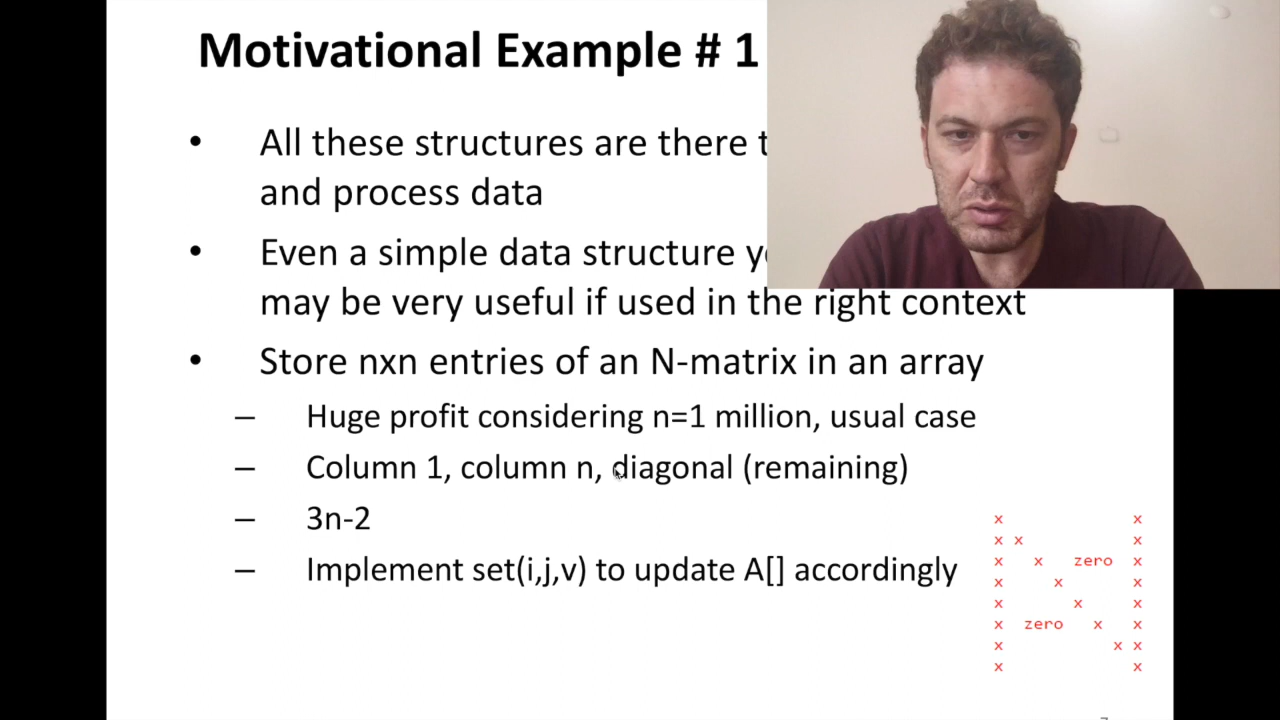 Motivational Example # 1
• All these structures are there
and process data
• Even a simple data structure
may be very useful if used in the right context
• Store nxn entries of an N-matrix in an array
– Huge profit considering n=1 million, usual case
– Column 1, column n, diagonal (remaining)
– 3n-2
– Implement set(i,j,v) to update A[] accordingly
x x
x x x
x x zero x
x x x
x x x
x zero x x
x x x
x x